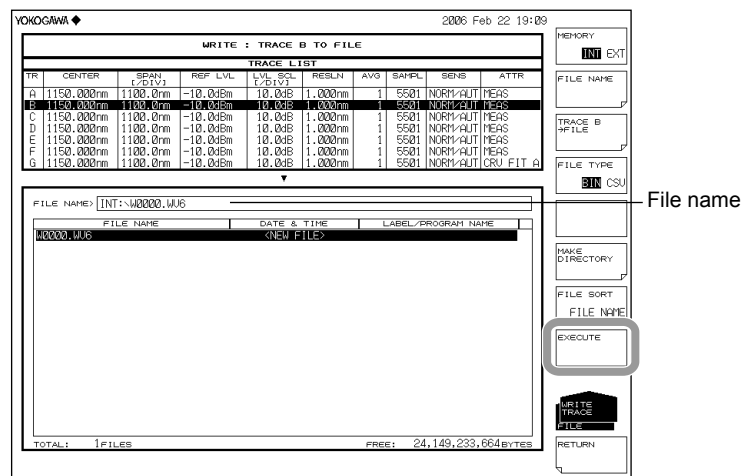 YOKOGAWA ◆ 2006 Feb 22 19:09
WRITE : TRACE B TO FILE
TRACE LIST
TR CENTER SPAN [/DIV] REF LVL LVL SCL [/DIV] RESLN AVG SAMPL SENS ATTR
A 1150.000nm 1100.0nm -10.0dBm 10.0dB 1.000nm 1 5501 NORM/AUT MEAS
B 1150.000nm 1100.0nm -10.0dBm 10.0dB 1.000nm 1 5501 NORM/AUT MEAS
C 1150.000nm 1100.0nm -10.0dBm 10.0dB 1.000nm 1 5501 NORM/AUT MEAS
D 1150.000nm 1100.0nm -10.0dBm 10.0dB 1.000nm 1 5501 NORM/AUT MEAS
E 1150.000nm 1100.0nm -10.0dBm 10.0dB 1.000nm 1 5501 NORM/AUT MEAS
F 1150.000nm 1100.0nm -10.0dBm 10.0dB 1.000nm 1 5501 NORM/AUT MEAS
G 1150.000nm 1100.0nm -10.0dBm 10.0dB 1.000nm 1 5501 NORM/AUT CRV FIT A
▼
FILE NAME> INT:\W0000.WV6
FILE NAME DATE & TIME LABEL/PROGRAM NAME
W0000.WV6 <NEW FILE>
TOTAL: 1FILES FREE: 24,149,233,664BYTES
MEMORY
INT EXT
FILE NAME
TRACE B
→FILE
FILE TYPE
BIN CSV
File name
MAKE
DIRECTORY
FILE SORT
FILE NAME
EXECUTE
WRITE
TRACE
FILE
RETURN